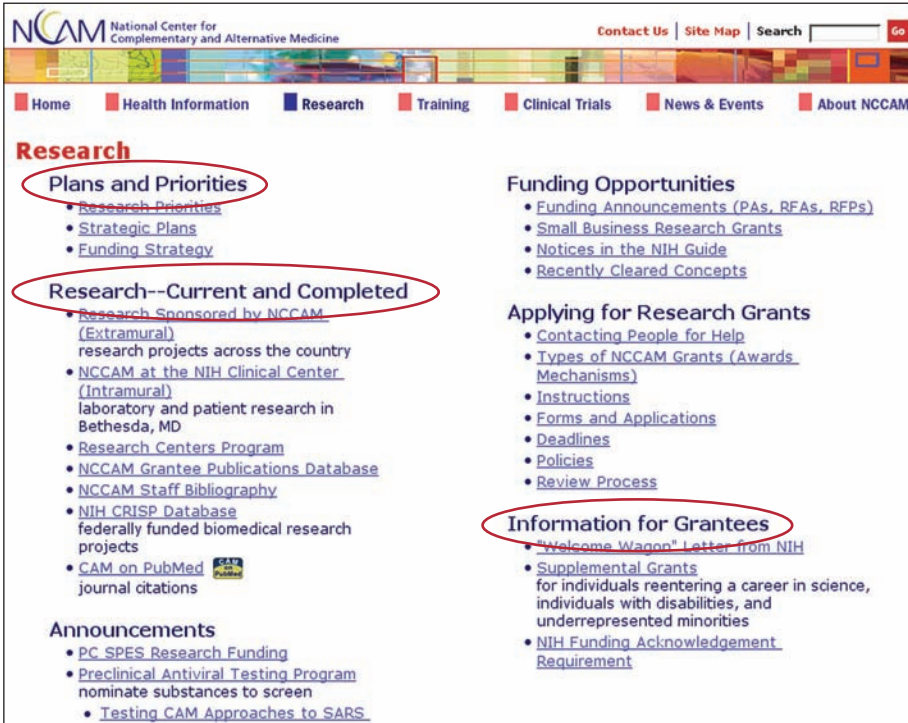 NCCAM National Center for
Complementary and Alternative Medicine
Contact Us | Site Map | Search Go
Home Health Information Research Training Clinical Trials News & Events About NCCAM
Research
Plans and Priorities
• Research Priorities
• Strategic Plans
• Funding Strategy
Research--Current and Completed
• Research Sponsored by NCCAM
(Extramural)
research projects across the country
• NCCAM at the NIH Clinical Center
(Intramural)
laboratory and patient research in
Bethesda, MD
• Research Centers Program
• NCCAM Grantee Publications Database
• NCCAM Staff Bibliography
• NIH CRISP Database
federally funded biomedical research
projects
• CAM on PubMed CAM on PubMed
journal citations
Announcements
• PC SPES Research Funding
• Preclinical Antiviral Testing Program
nominate substances to screen
• Testing CAM Approaches to SARS
Funding Opportunities
• Funding Announcements (PAs, RFAs, RFPs)
• Small Business Research Grants
• Notices in the NIH Guide
• Recently Cleared Concepts
Applying for Research Grants
• Contacting People for Help
• Types of NCCAM Grants (Awards
Mechanisms)
• Instructions
• Forms and Applications
• Deadlines
• Policies
• Review Process
Information for Grantees
• "Welcome Wagon" Letter from NIH
• Supplemental Grants
for individuals reentering a career in science,
individuals with disabilities, and
underrepresented minorities
• NIH Funding Acknowledgement
Requirement